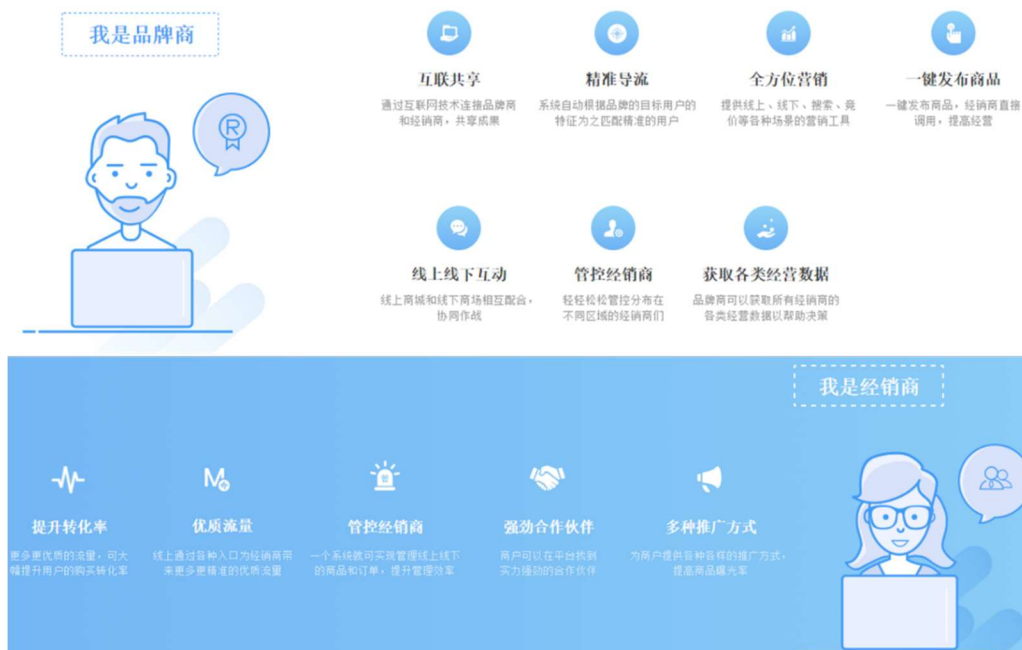 我是品牌商
R
互联共享
通过互联网技术连接品牌商
和经销商，共享成果
精准导流
系统自动根据品牌的目标用户的
特征为之匹配精准的用户
全方位营销
提供线上、线下、搜索、竞
价等各种场景的营销工具
一键发布商品
一键发布商品，经销商直接
调用，提高经营
线上线下互动
线上商城和线下商场相互配合，
协同作战
管控经销商
轻轻松松管控分布在
不同区域的经销商们
获取各类经营数据
品牌商可以获取所有经销商的
各类经营数据以帮助决策
我是经销商
提升转化率
更多更优质的流量，可大
幅提升用户的购买转化率
M
优质流量
线上通过各种入口为经销商带
来更多更精准的优质流量
管控经销商
一个系统就可实现管理线上线下
的商品和订单，提升管理效率
强劲合作伙伴
商户可以在平台找到
实力强劲的合作伙伴
多种推广方式
为商户提供各种各样的推广方式，
提高商品曝光率